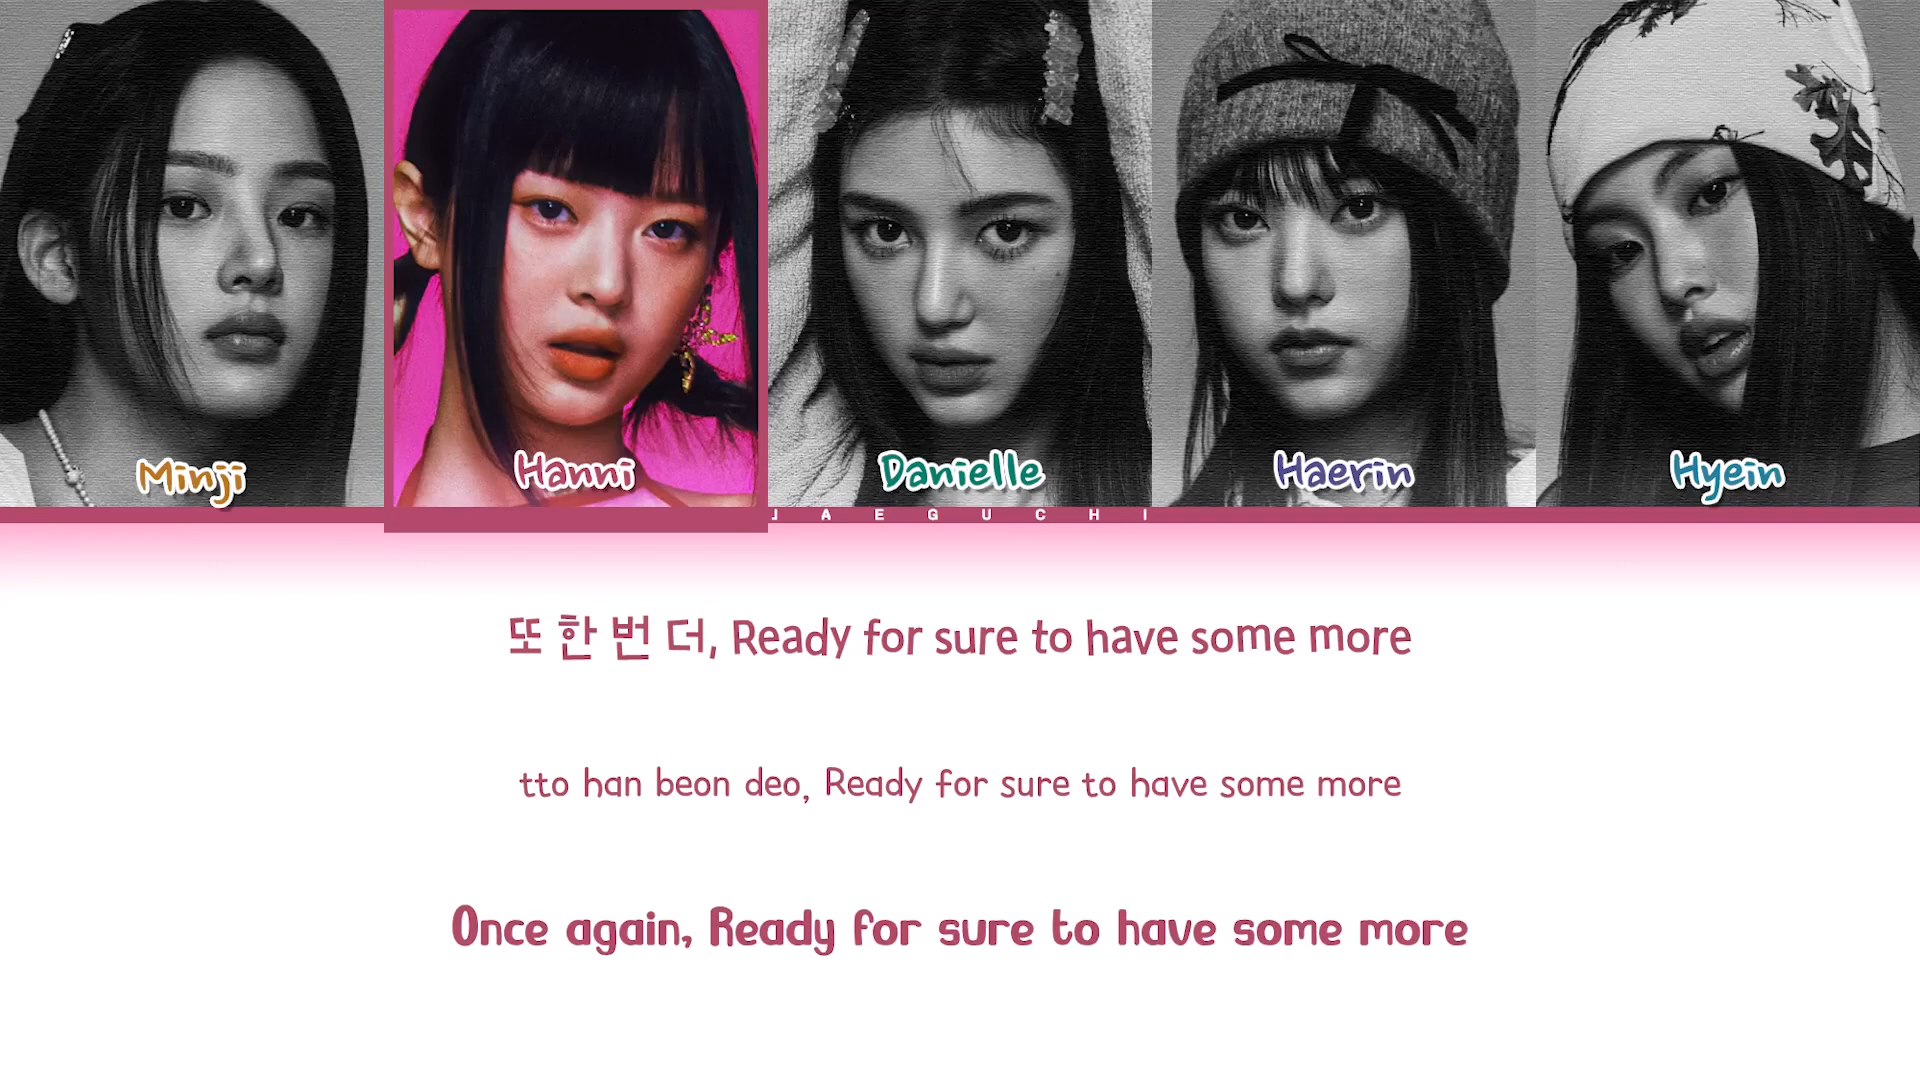 Minji
Hanni
Danielle
Haerin
Hyein
JAEGUCHI
또 한 번 더, Ready for sure to have some more
tto han beon deo, Ready for sure to have some more
Once again, Ready for sure to have some more